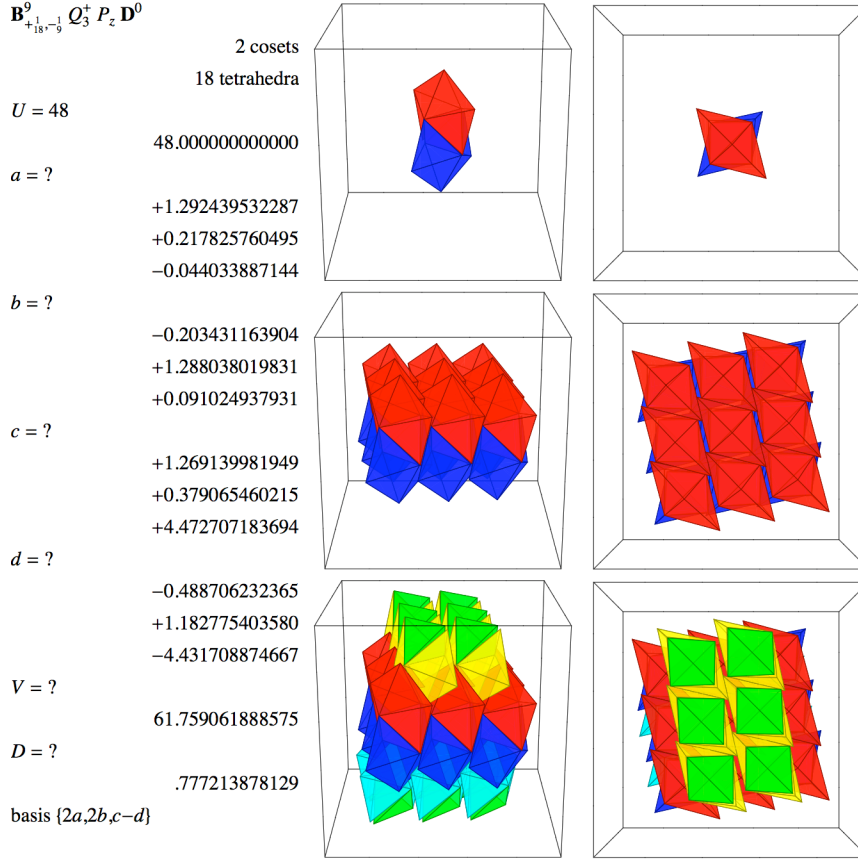 B⁹₊₁⁄₁₈,₋₁⁄₉ Q₃⁺ P_z D⁰
2 cosets
18 tetrahedra
U = 48
48.000000000000
a = ?
+1.292439532287
+0.217825760495
−0.044033887144
b = ?
−0.203431163904
+1.288038019831
+0.091024937931
c = ?
+1.269139981949
+0.379065460215
+4.472707183694
d = ?
−0.488706232365
+1.182775403580
−4.431708874667
V = ?
61.759061888575
D = ?
.777213878129
basis {2a,2b,c−d}